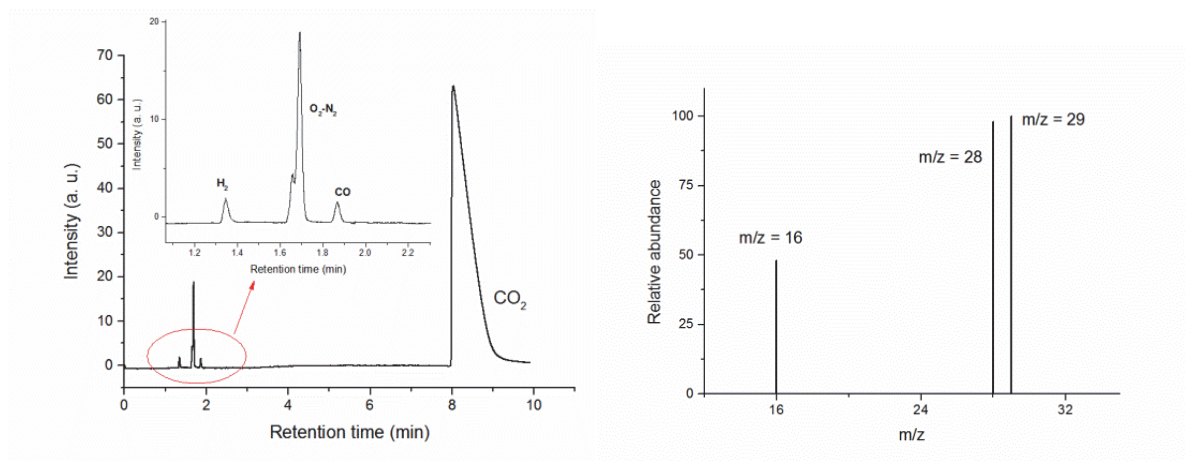 70
60
50
40
30
20
10
0
Intensity (a. u.)
0 2 4 6 8 10
Retention time (min)
CO₂
20
10
0
Intensity (a. u.)
H₂
O₂-N₂
CO
1.2 1.4 1.6 1.8 2.0 2.2
Retention time (min)
100
75
50
25
0
Relative abundance
m/z = 16
m/z = 28
m/z = 29
16 24 32
m/z